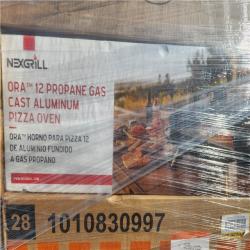 NEXGRILL
ORA™ 12 PROPANE GAS
CAST ALUMINUM
PIZZA OVEN
ORA™ HORNO PARA PIZZA 12
DE ALUMINIO FUNDIDO
A GAS PROPANO
28 1010830997